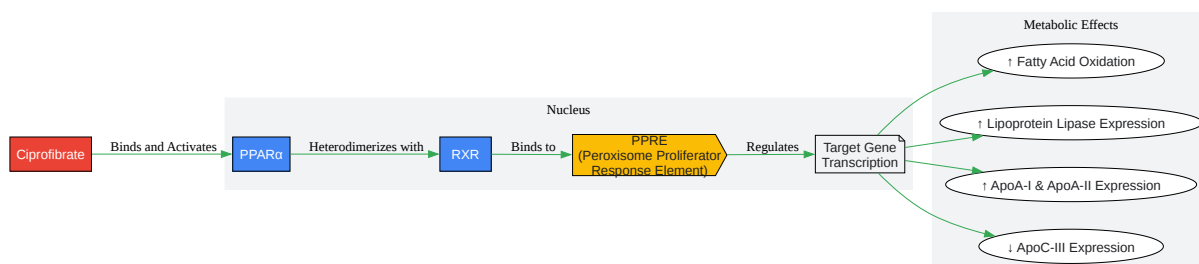 Metabolic Effects
↑ Fatty Acid Oxidation
Nucleus
↑ Lipoprotein Lipase Expression
Ciprofibrate
Binds and Activates
PPARα
Heterodimerizes with
RXR
Binds to
PPRE
(Peroxisome Proliferator
Response Element)
Regulates
Target Gene
Transcription
↑ ApoA-I & ApoA-II Expression
↓ ApoC-III Expression